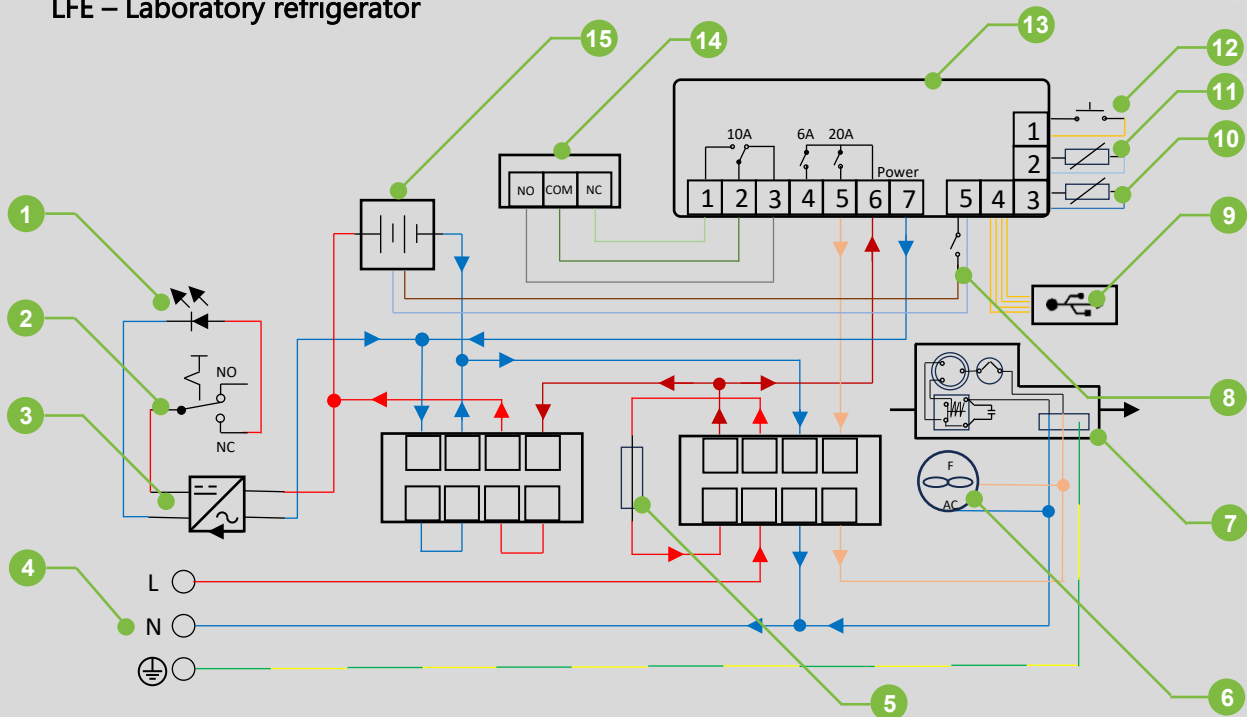 LFE – Laboratory refrigerator
15
14
13
12
11
10
9
1
2
3
4
10A
6A 20A
Power
1
2
3
1 2 3 4 5 6 7
5 4
NO COM NC
NO
NC
F
AC
8
7
6
5
L
N